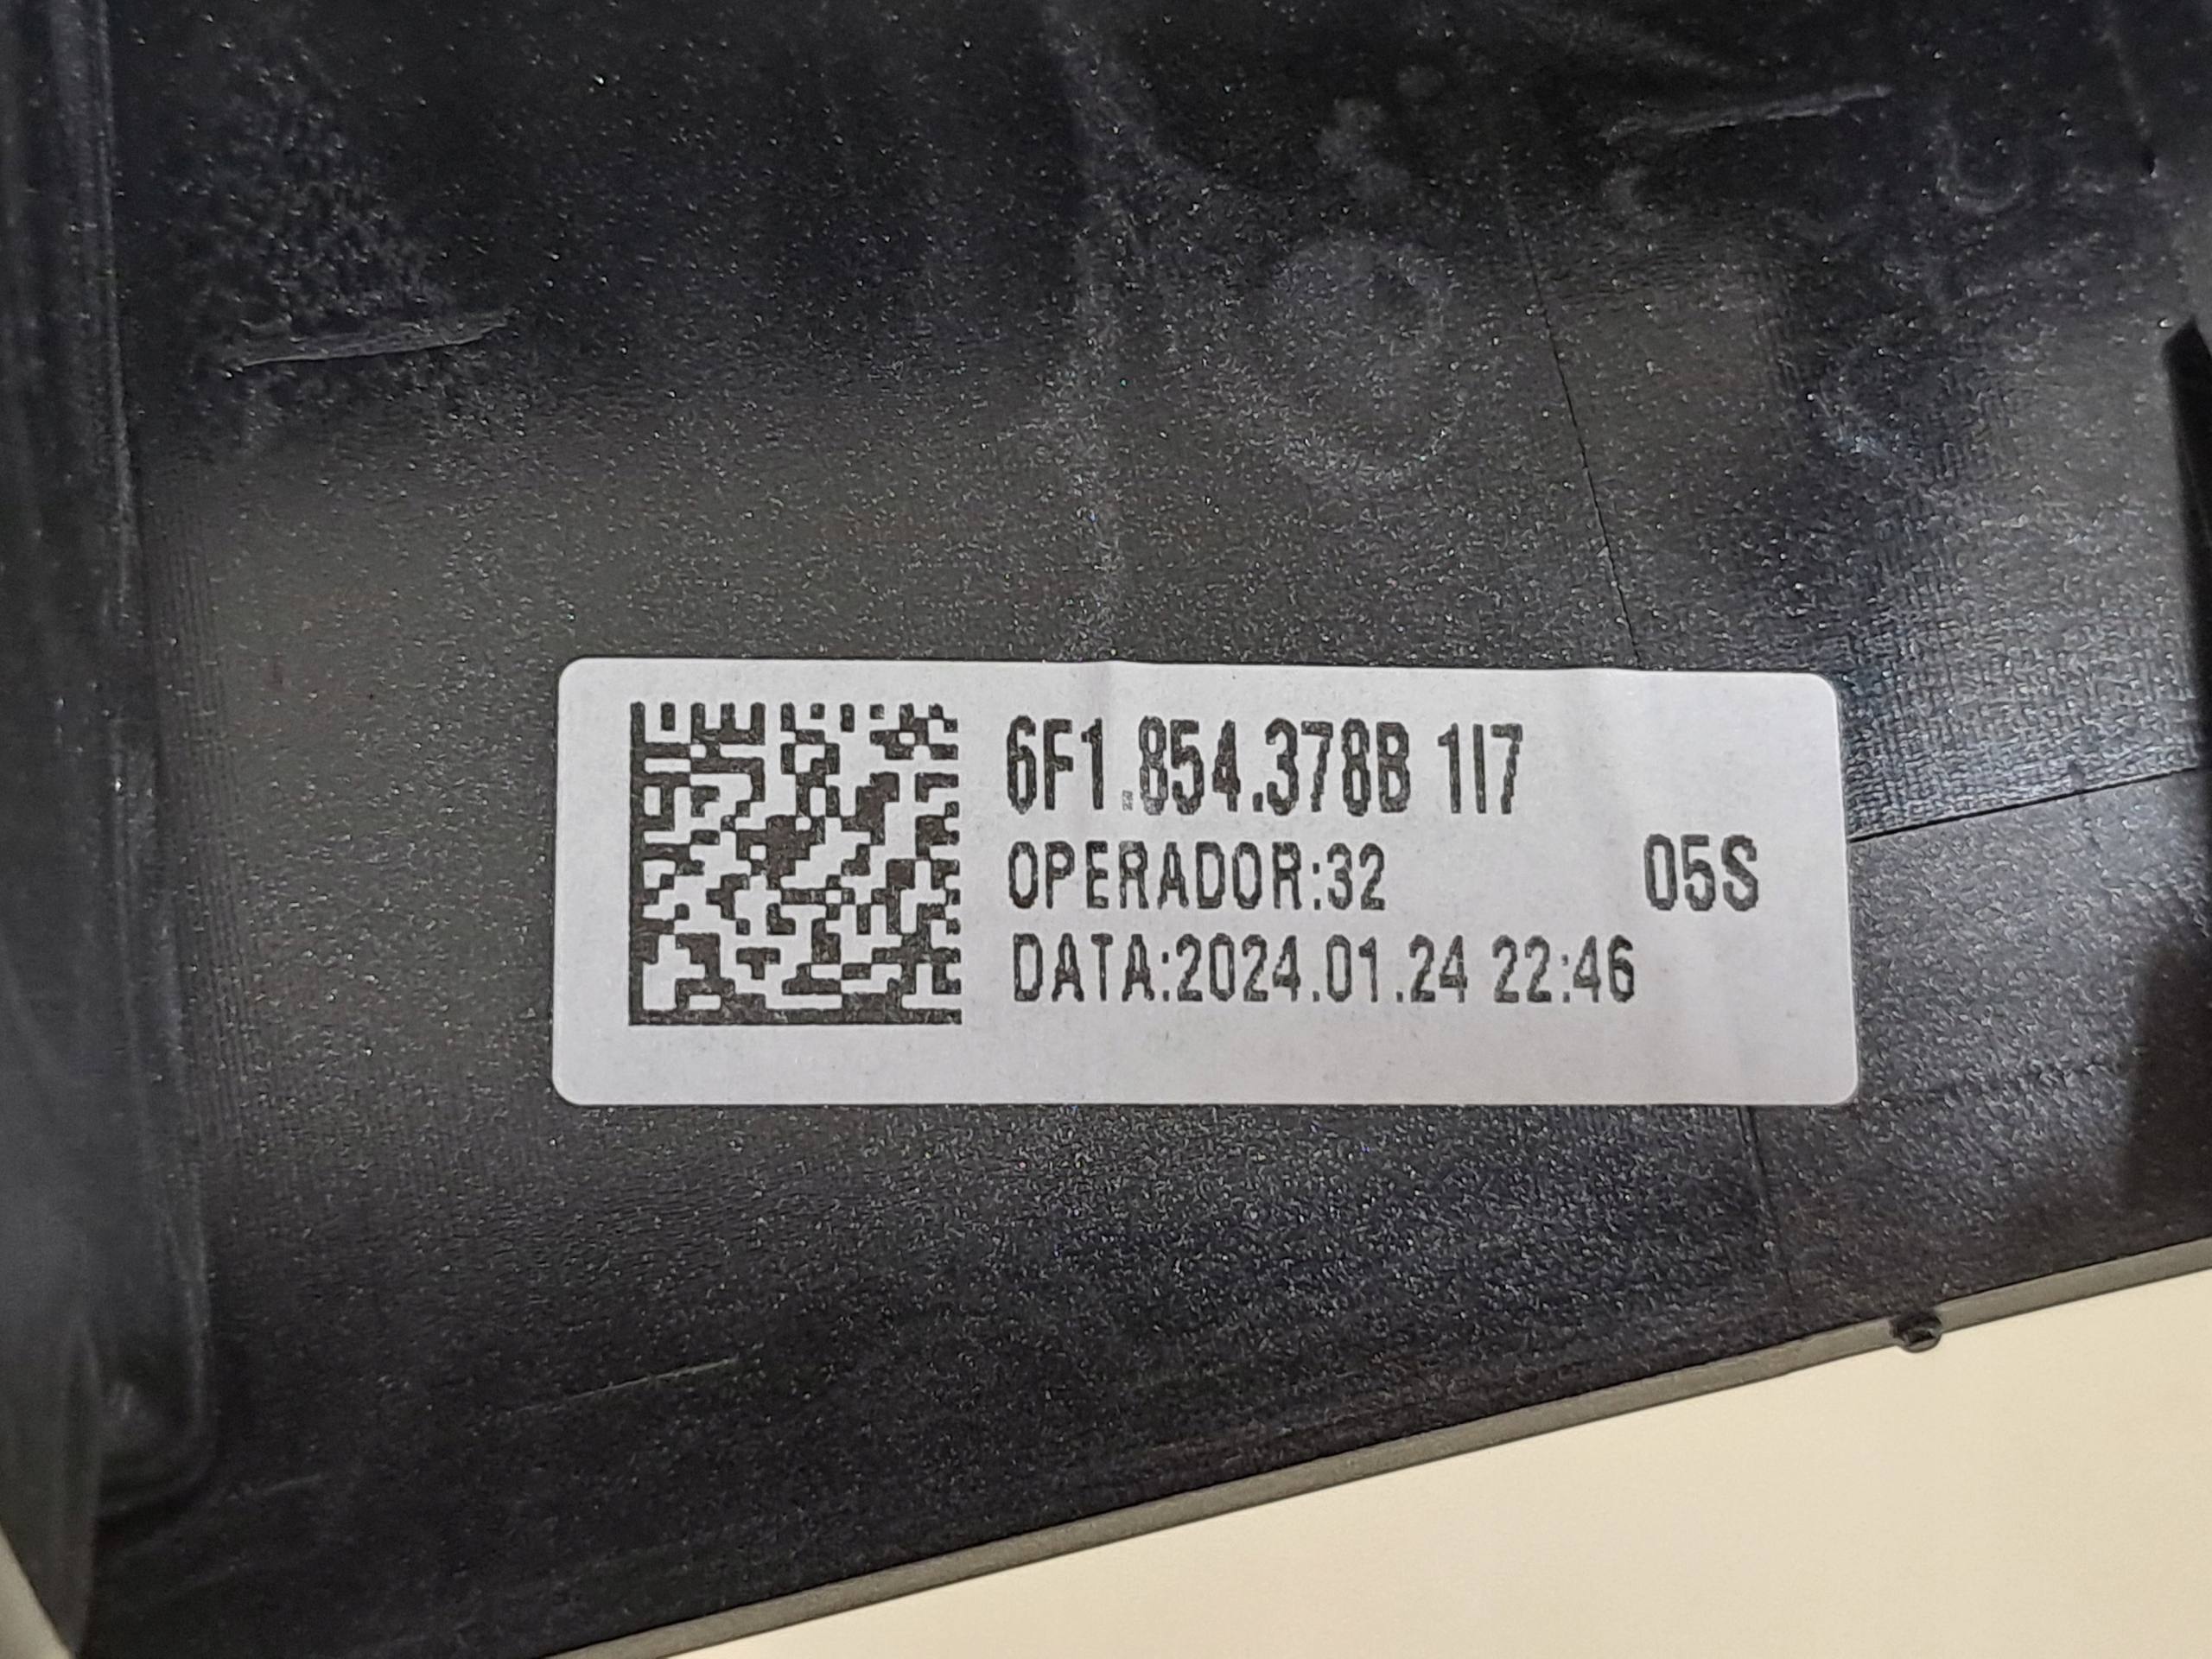 6F1.854.378B 1I7
OPERADOR:32
05S
DATA:2024.01.24 22:46